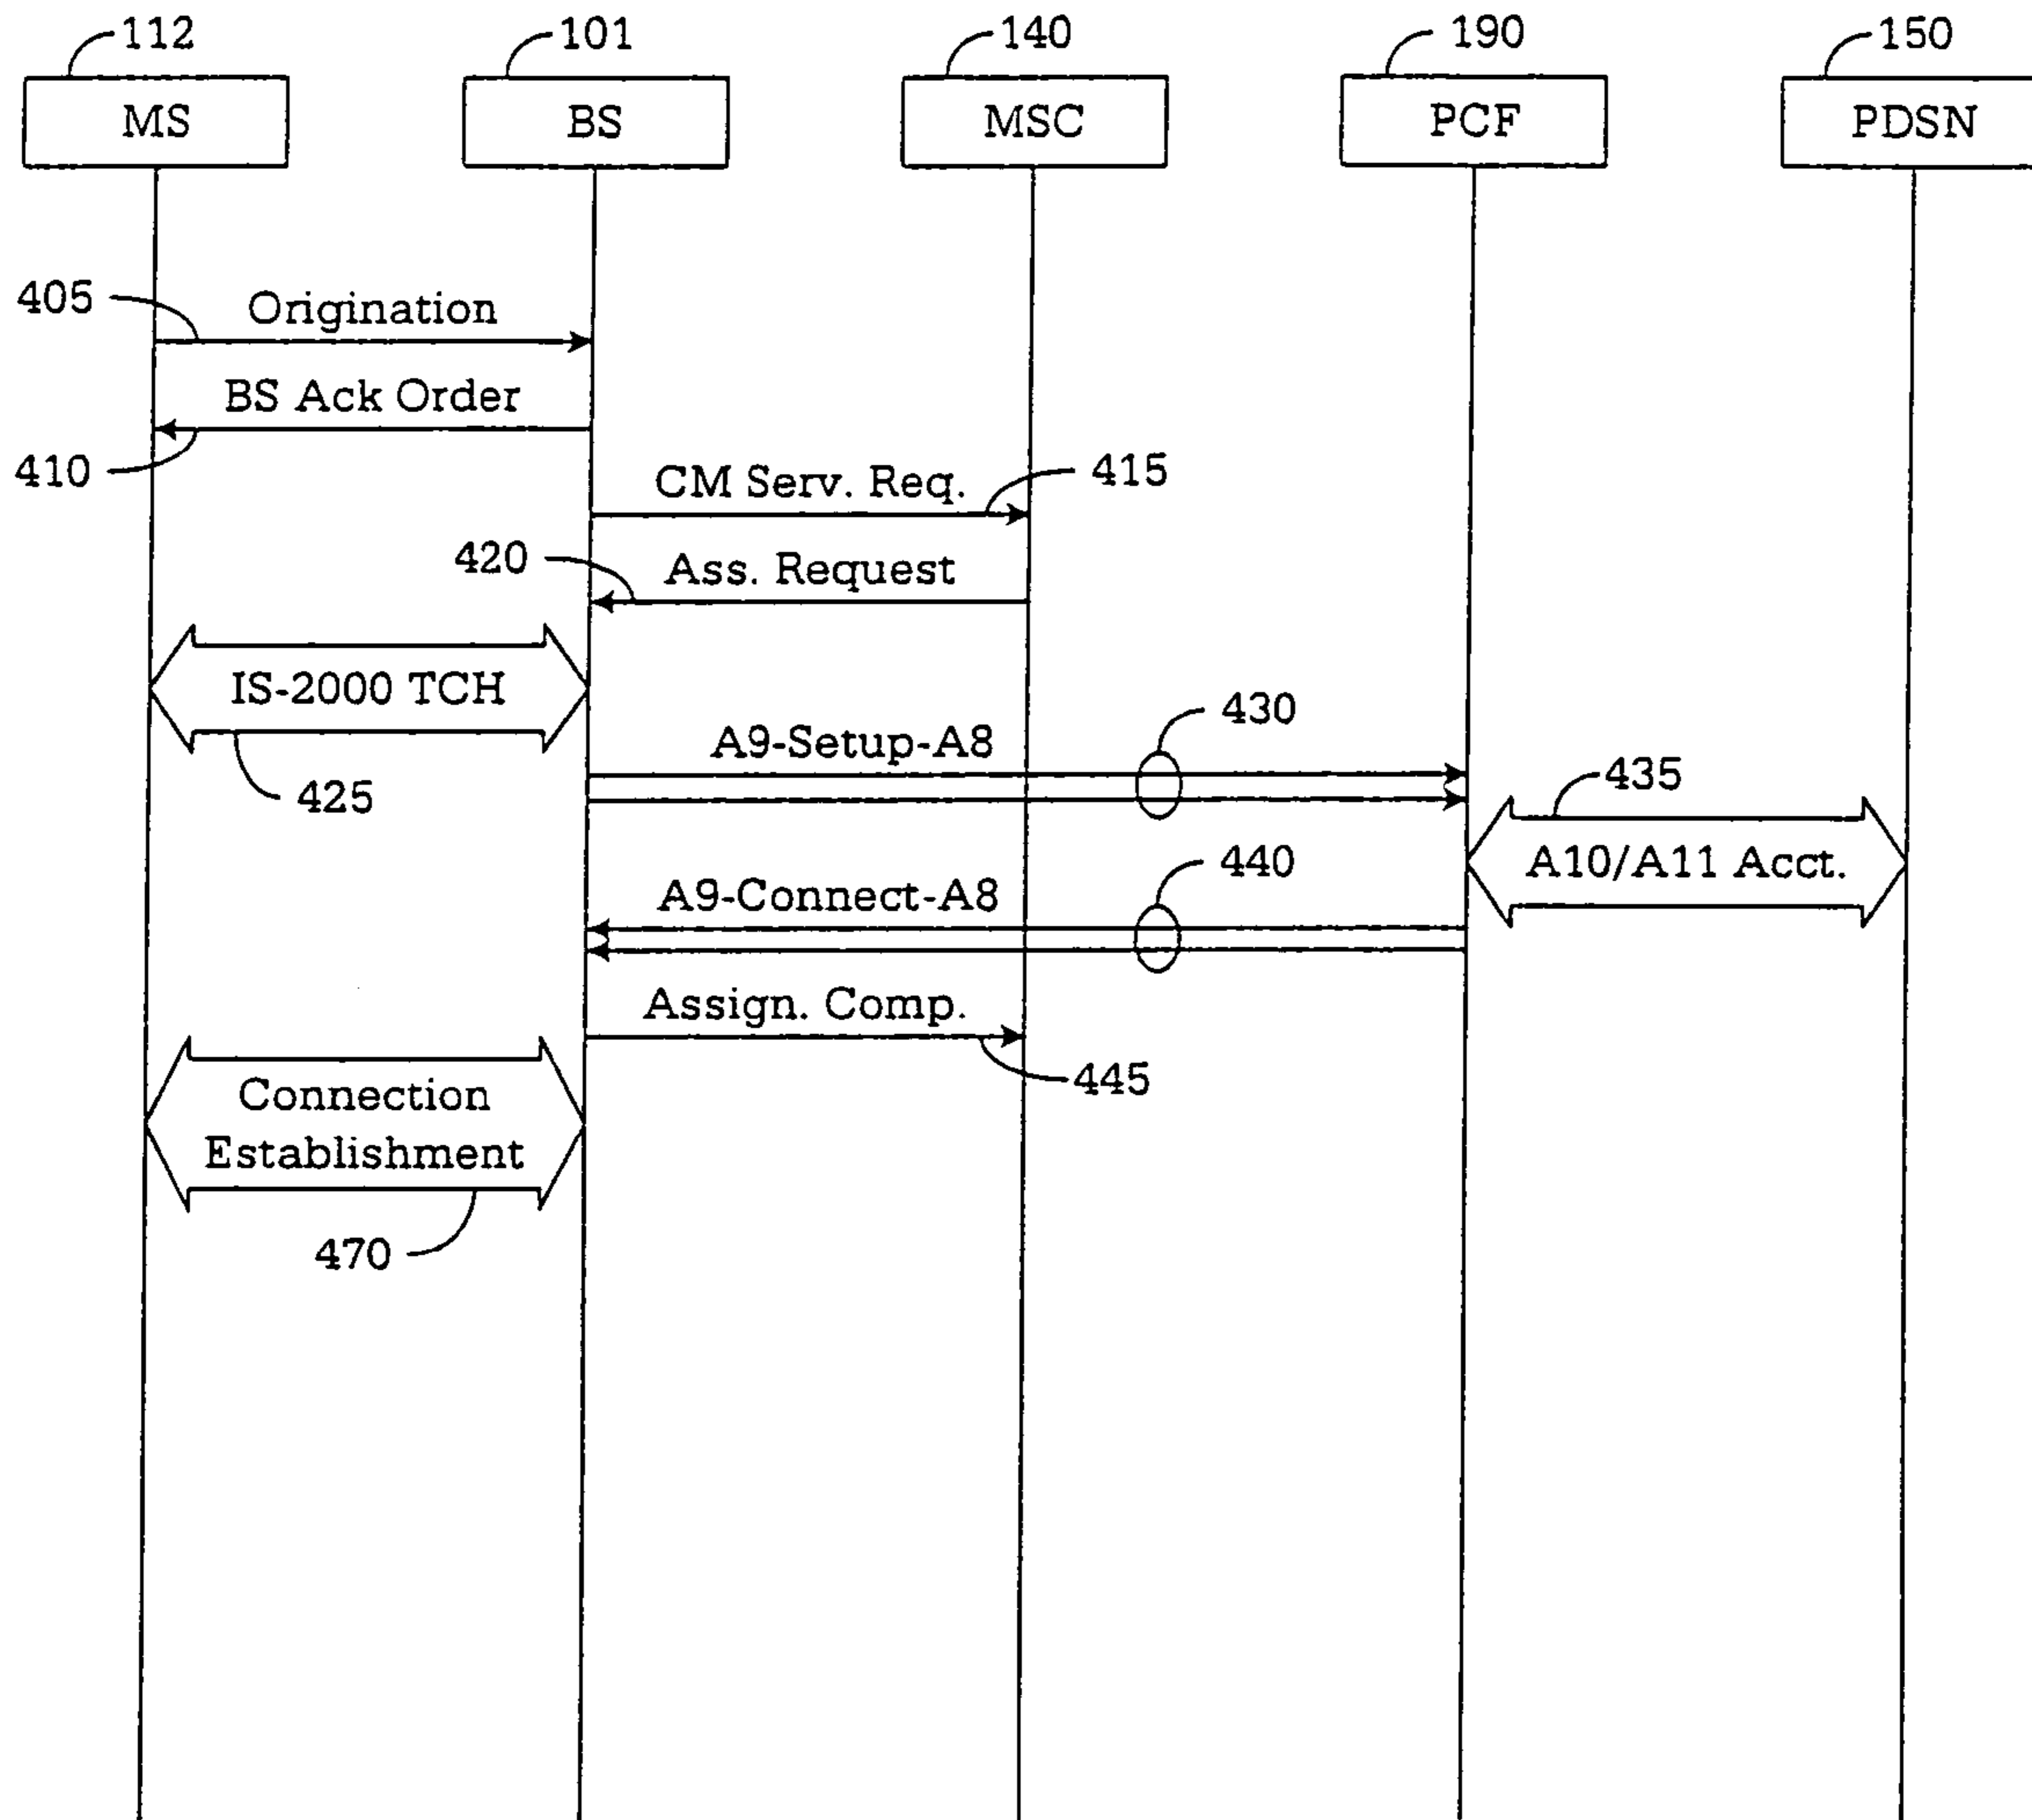 112
101
140
190
150
MS
BS
MSC
PCF
PDSN
405
Origination
BS Ack Order
410
CM Serv. Req.
415
420
Ass. Request
IS-2000 TCH
425
A9-Setup-A8
430
435
A10/A11 Acct.
440
A9-Connect-A8
Assign. Comp.
445
Connection
Establishment
470